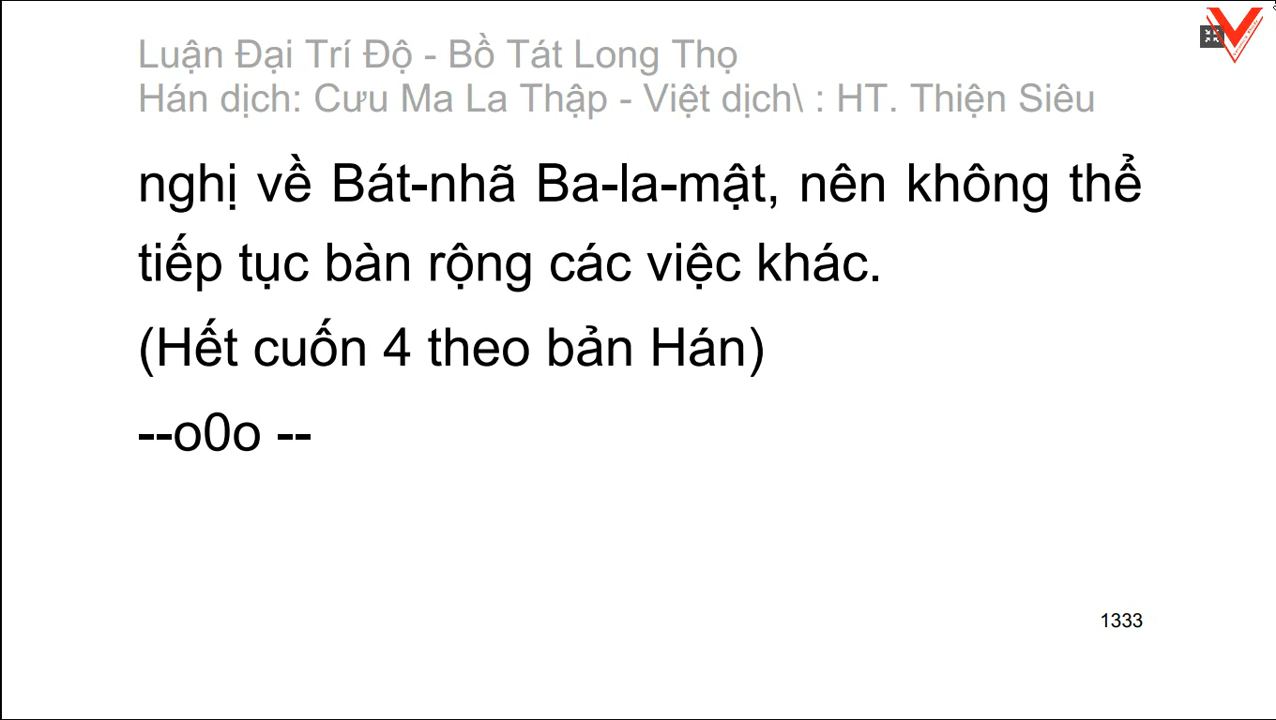 Luận Đại Trí Độ - Bồ Tát Long Thọ
Hán dịch: Cưu Ma La Thập - Việt dịch\ : HT. Thiện Siêu
nghị về Bát-nhã Ba-la-mật, nên không thể
tiếp tục bàn rộng các việc khác.
(Hết cuốn 4 theo bản Hán)
--o0o --
1333